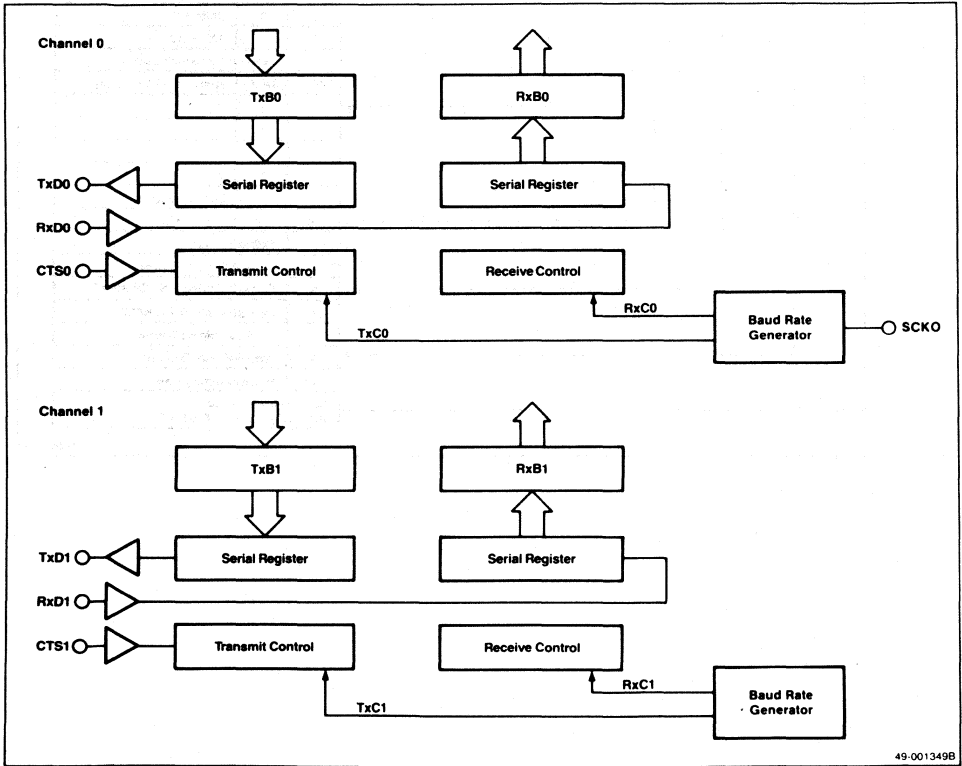 Channel 0
TxB0
RxB0
TxD0
Serial Register
Serial Register
RxD0
CTS0
Transmit Control
Receive Control
RxC0
TxC0
Baud Rate
Generator
SCKO
Channel 1
TxB1
RxB1
TxD1
Serial Register
Serial Register
RxD1
CTS1
Transmit Control
Receive Control
RxC1
TxC1
Baud Rate
Generator
49-001349B